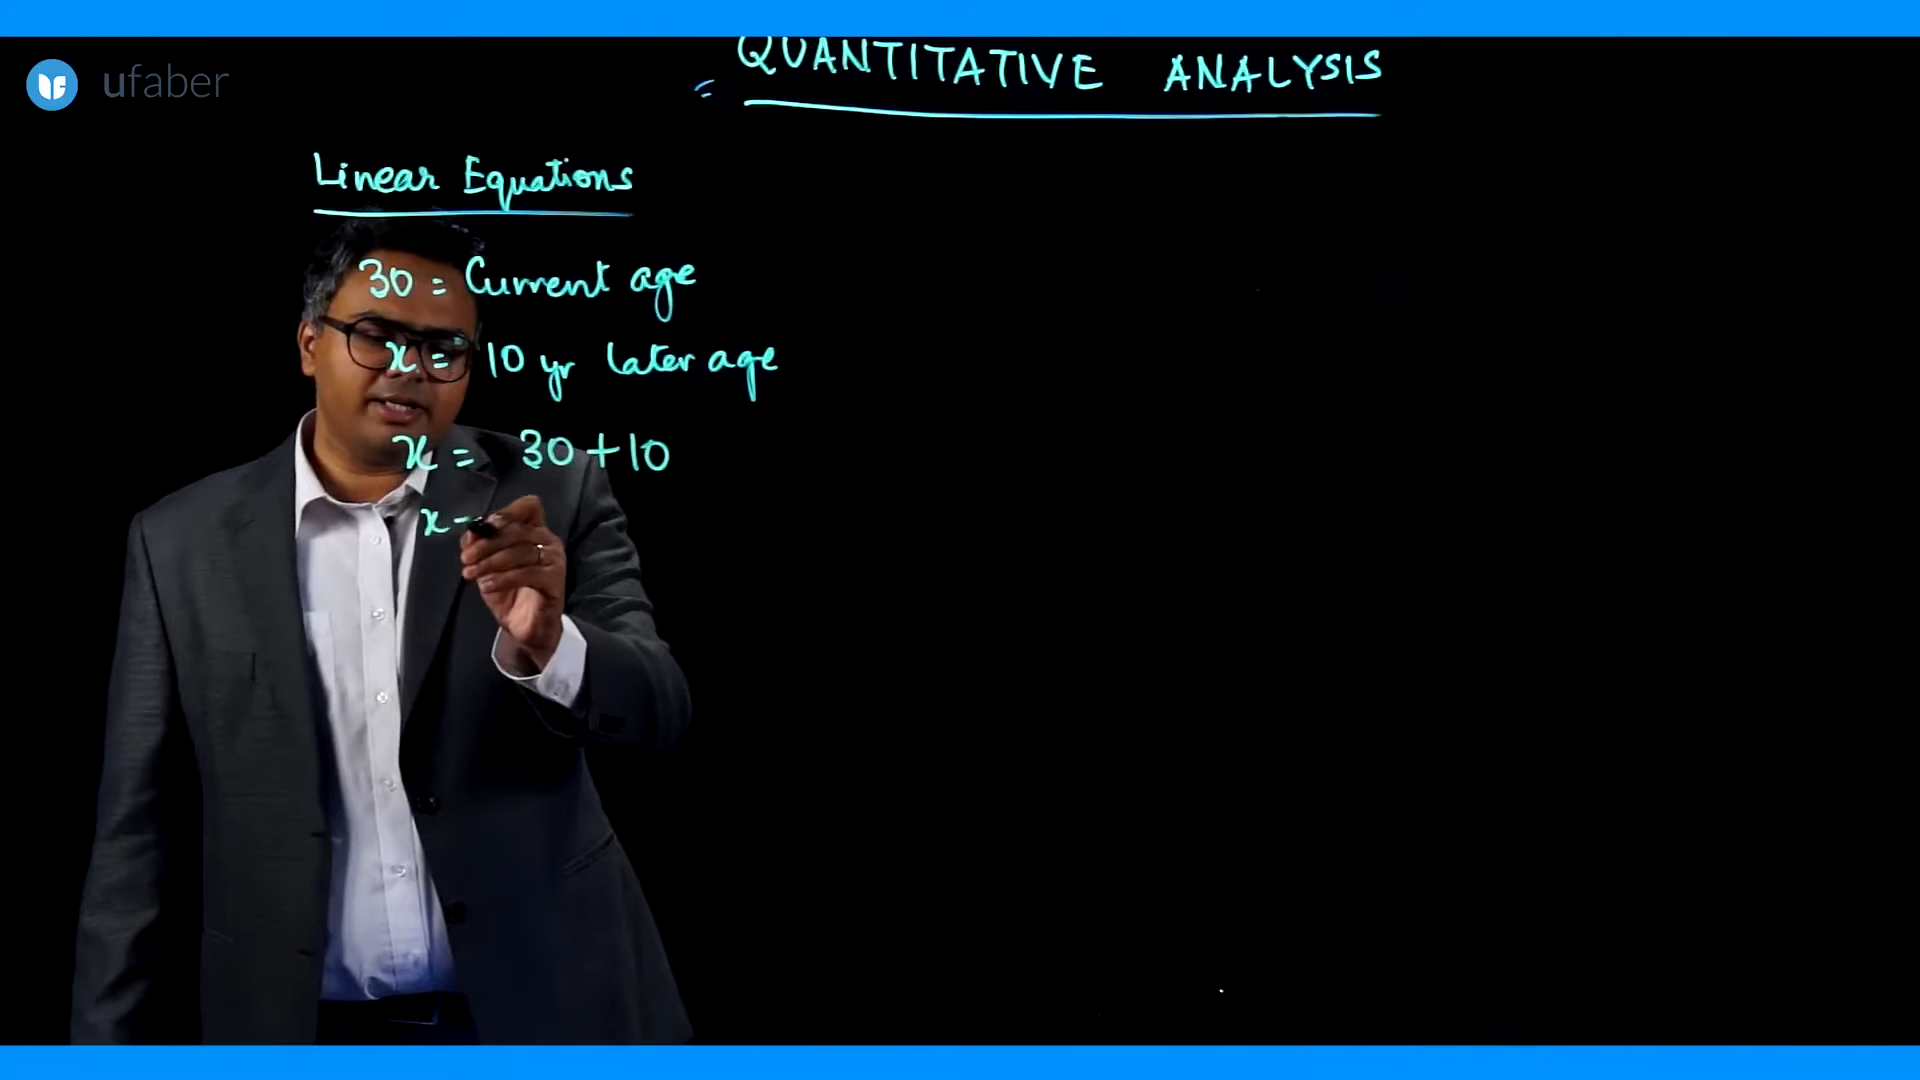 ufaber
QUANTITATIVE ANALYSIS
Linear Equations
30 = Current age
x = 10 yr later age
x = 30 + 10
x -